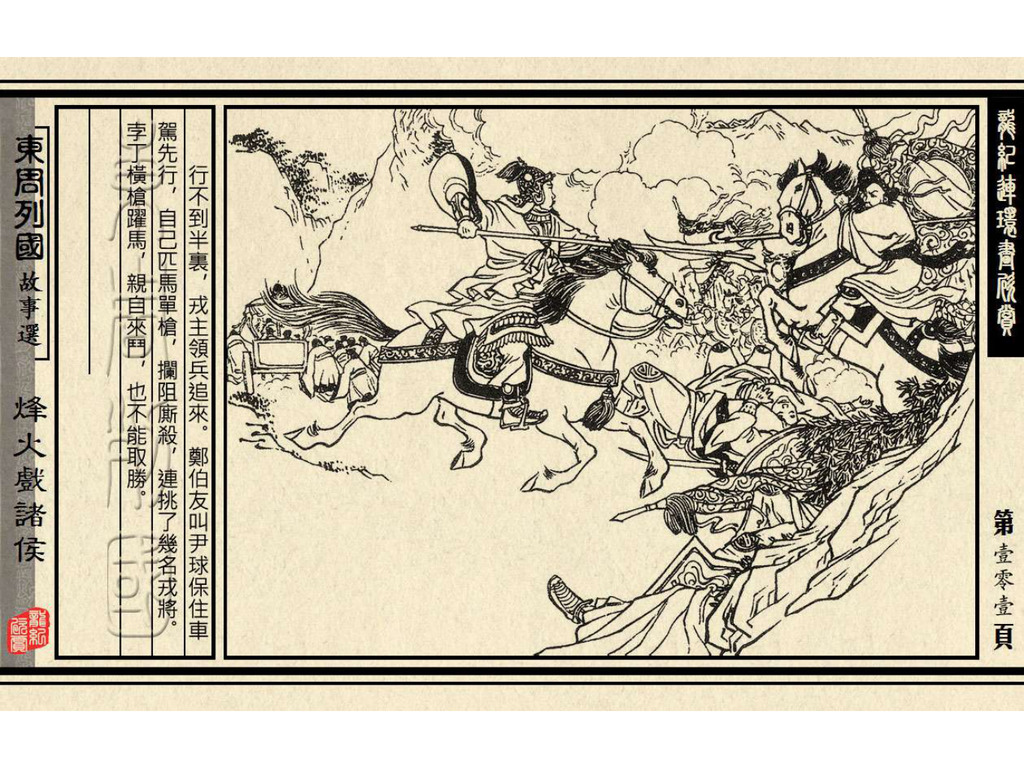 龍紀連環畫欣賞
第壹零壹頁
行不到半裏，戎主領兵追來。鄭伯友叫尹球保住車
駕先行，自己匹馬單槍，攔阻厮殺，連挑了幾名戎將。
孛丁橫槍躍馬，親自來鬥，也不能取勝。
東周列國故事選
烽火戲諸侯